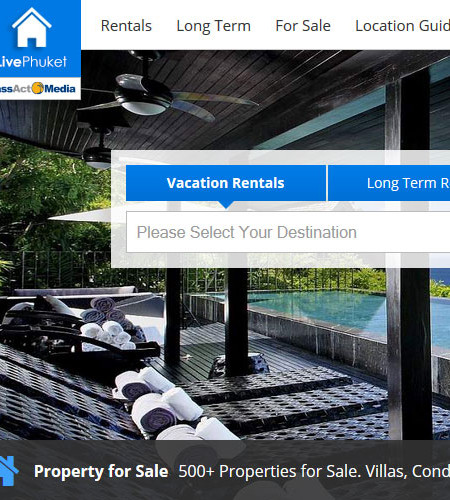 LivePhuket
assAct Media
Rentals Long Term For Sale Location Guid
Vacation Rentals Long Term R
Please Select Your Destination
Property for Sale 500+ Properties for Sale. Villas, Cond